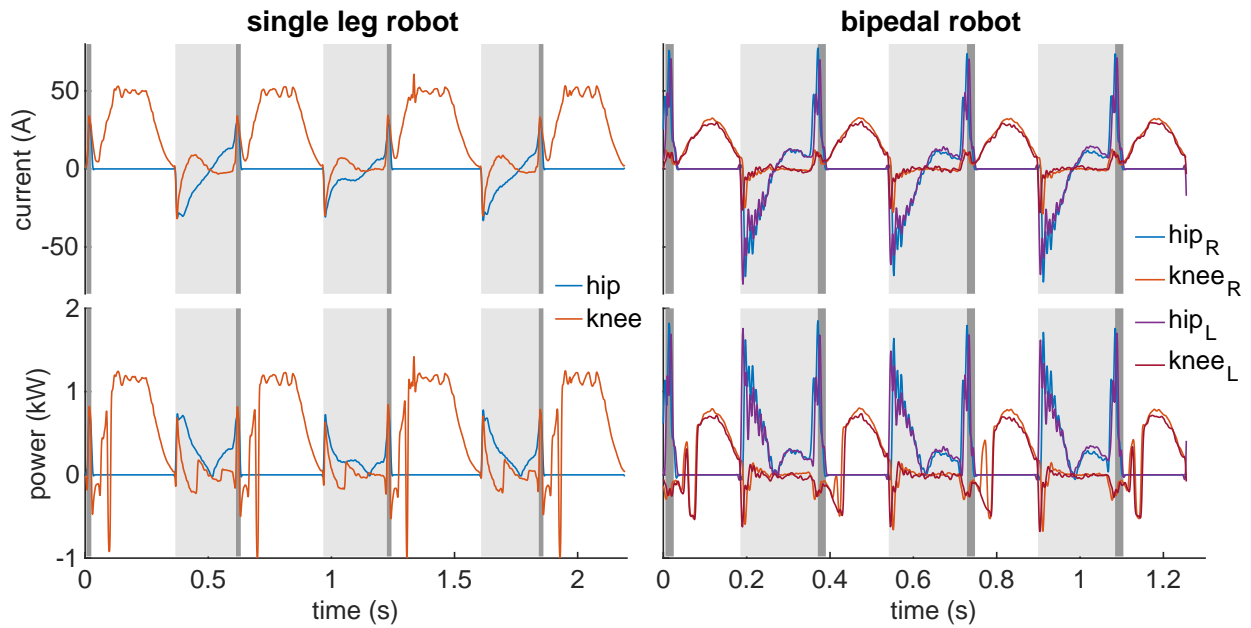 single leg robot
bipedal robot
current (A)
50
0
-50
hip
knee
hip_R
knee_R
hip_L
knee_L
power (kW)
2
1
0
-1
0
0.5
1
1.5
2
time (s)
0
0.2
0.4
0.6
0.8
1
1.2
time (s)